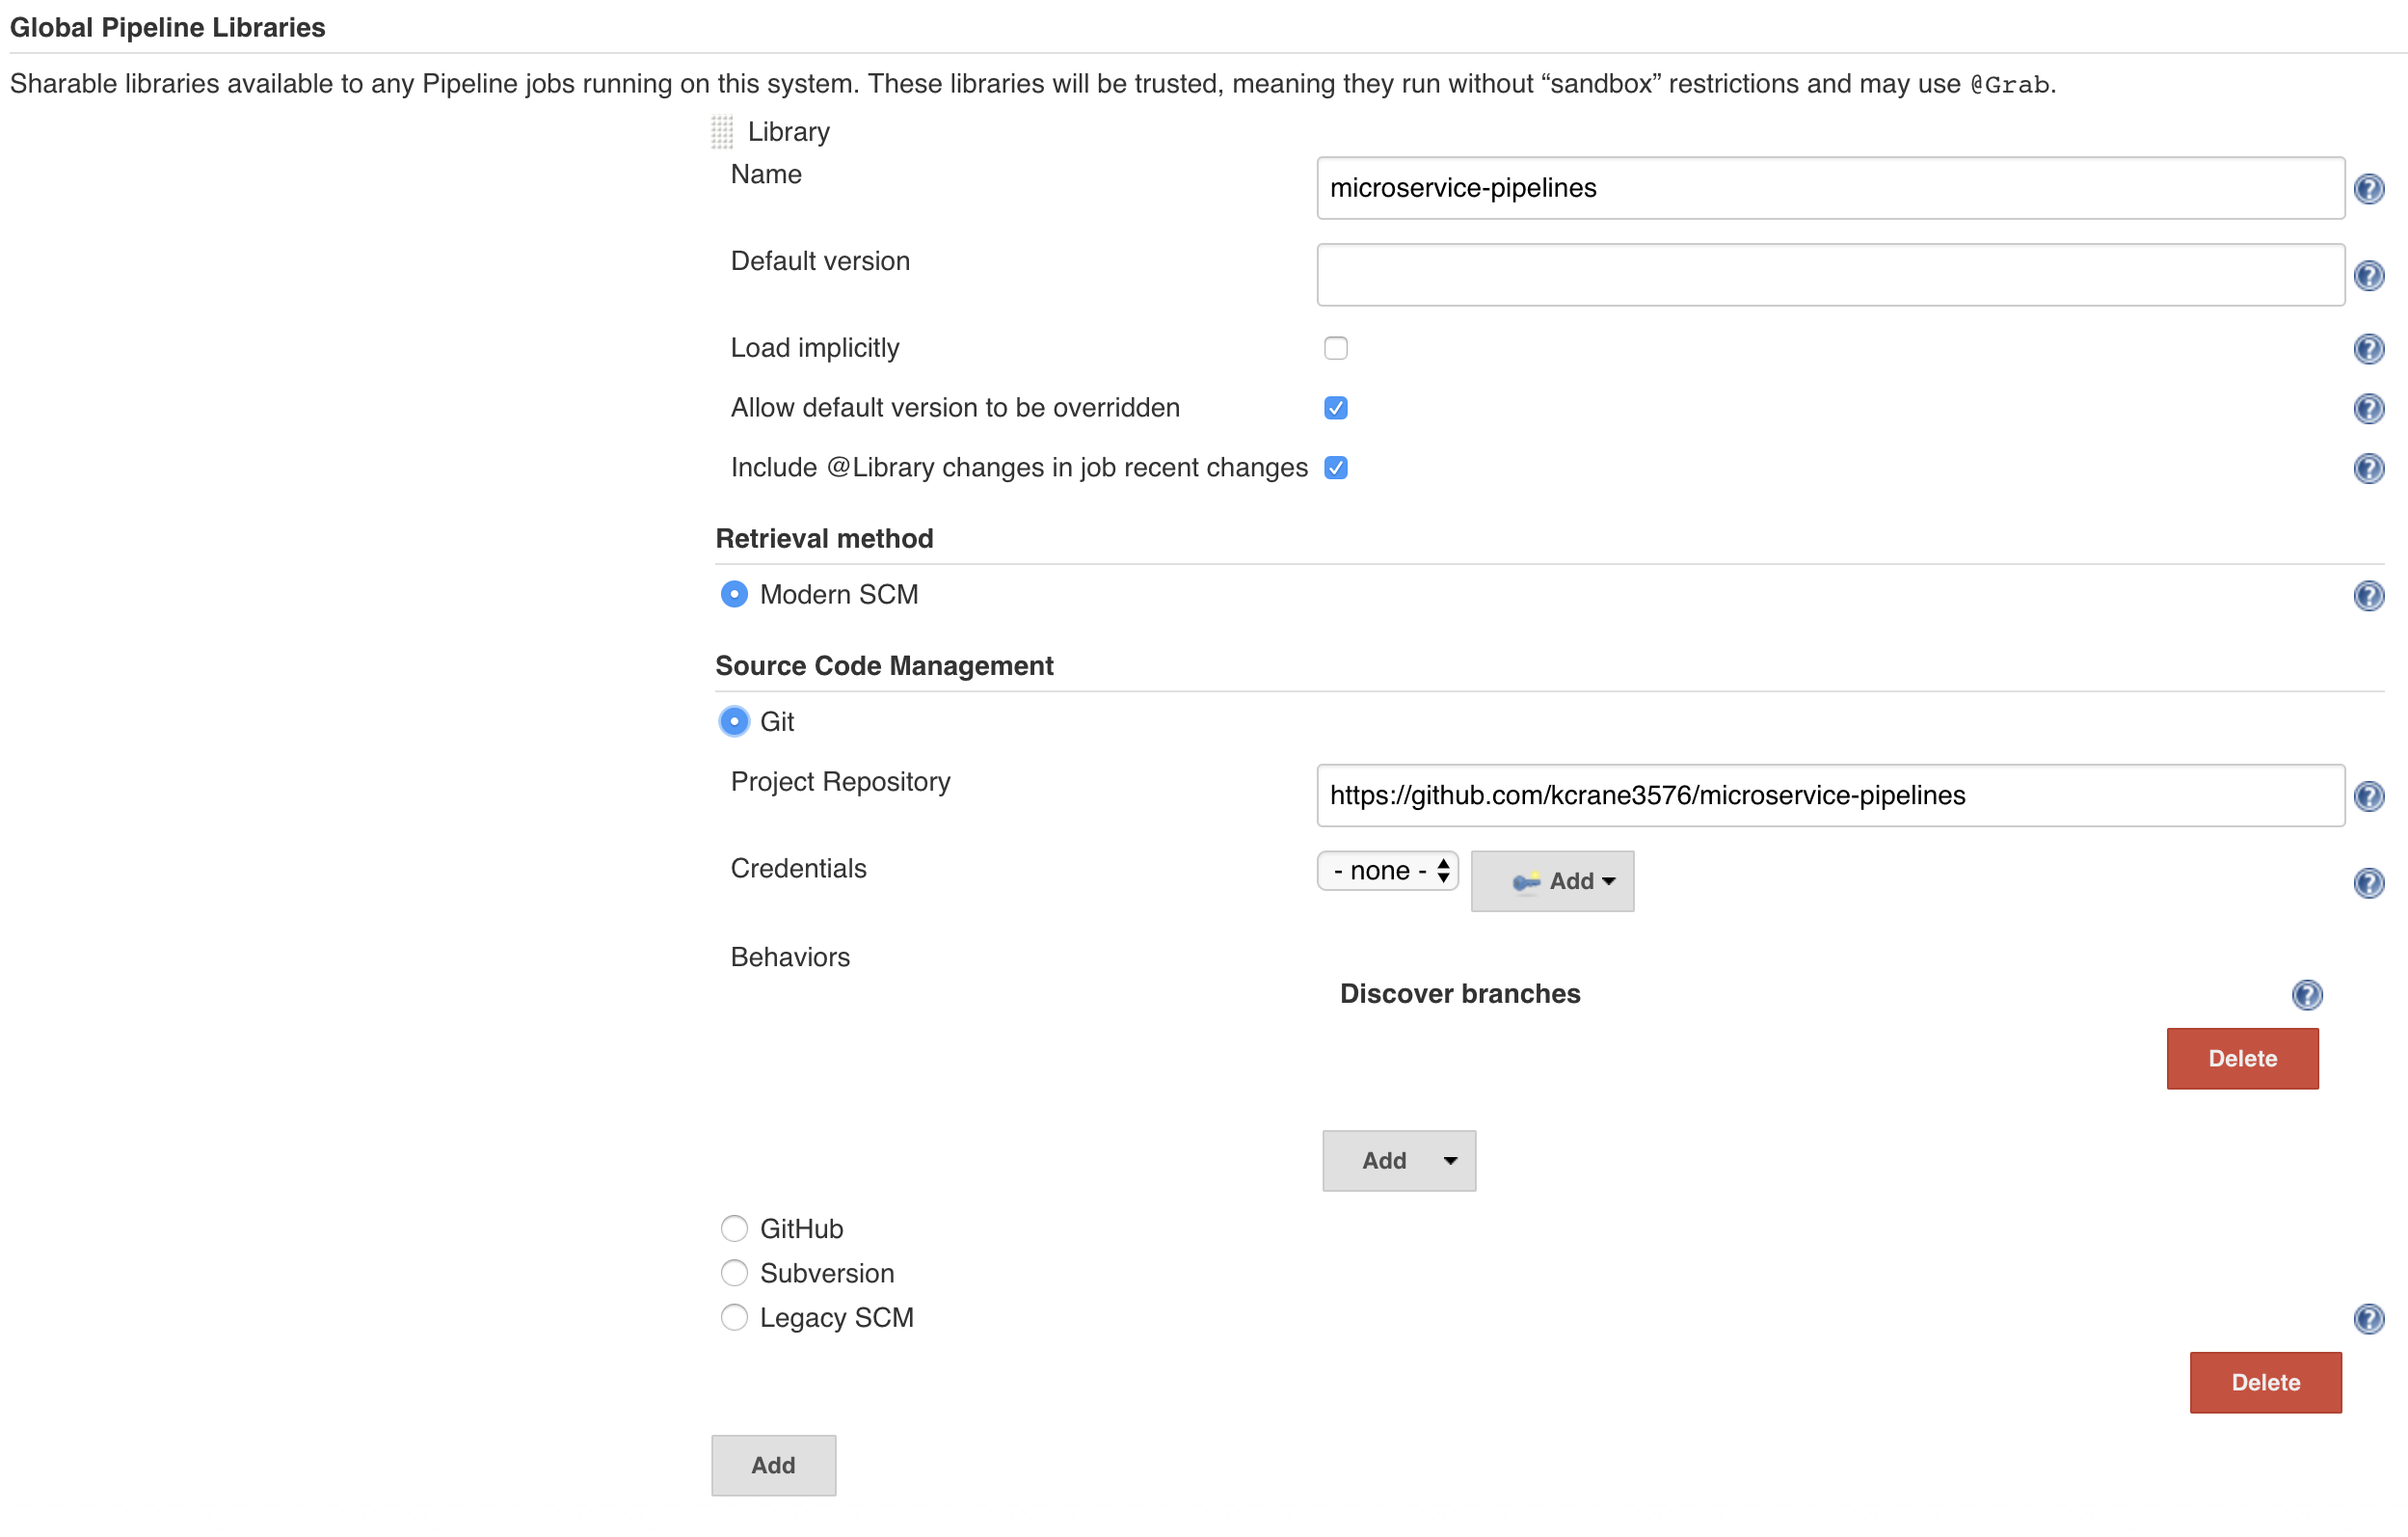 Global Pipeline Libraries
Sharable libraries available to any Pipeline jobs running on this system. These libraries will be trusted, meaning they run without “sandbox” restrictions and may use @Grab.
Library
Name
microservice-pipelines
Default version
Load implicitly
Allow default version to be overridden
Include @Library changes in job recent changes
Retrieval method
Modern SCM
Source Code Management
Git
Project Repository
https://github.com/kcrane3576/microservice-pipelines
Credentials
- none -
Add
Behaviors
Discover branches
Delete
Add
GitHub
Subversion
Legacy SCM
Delete
Add